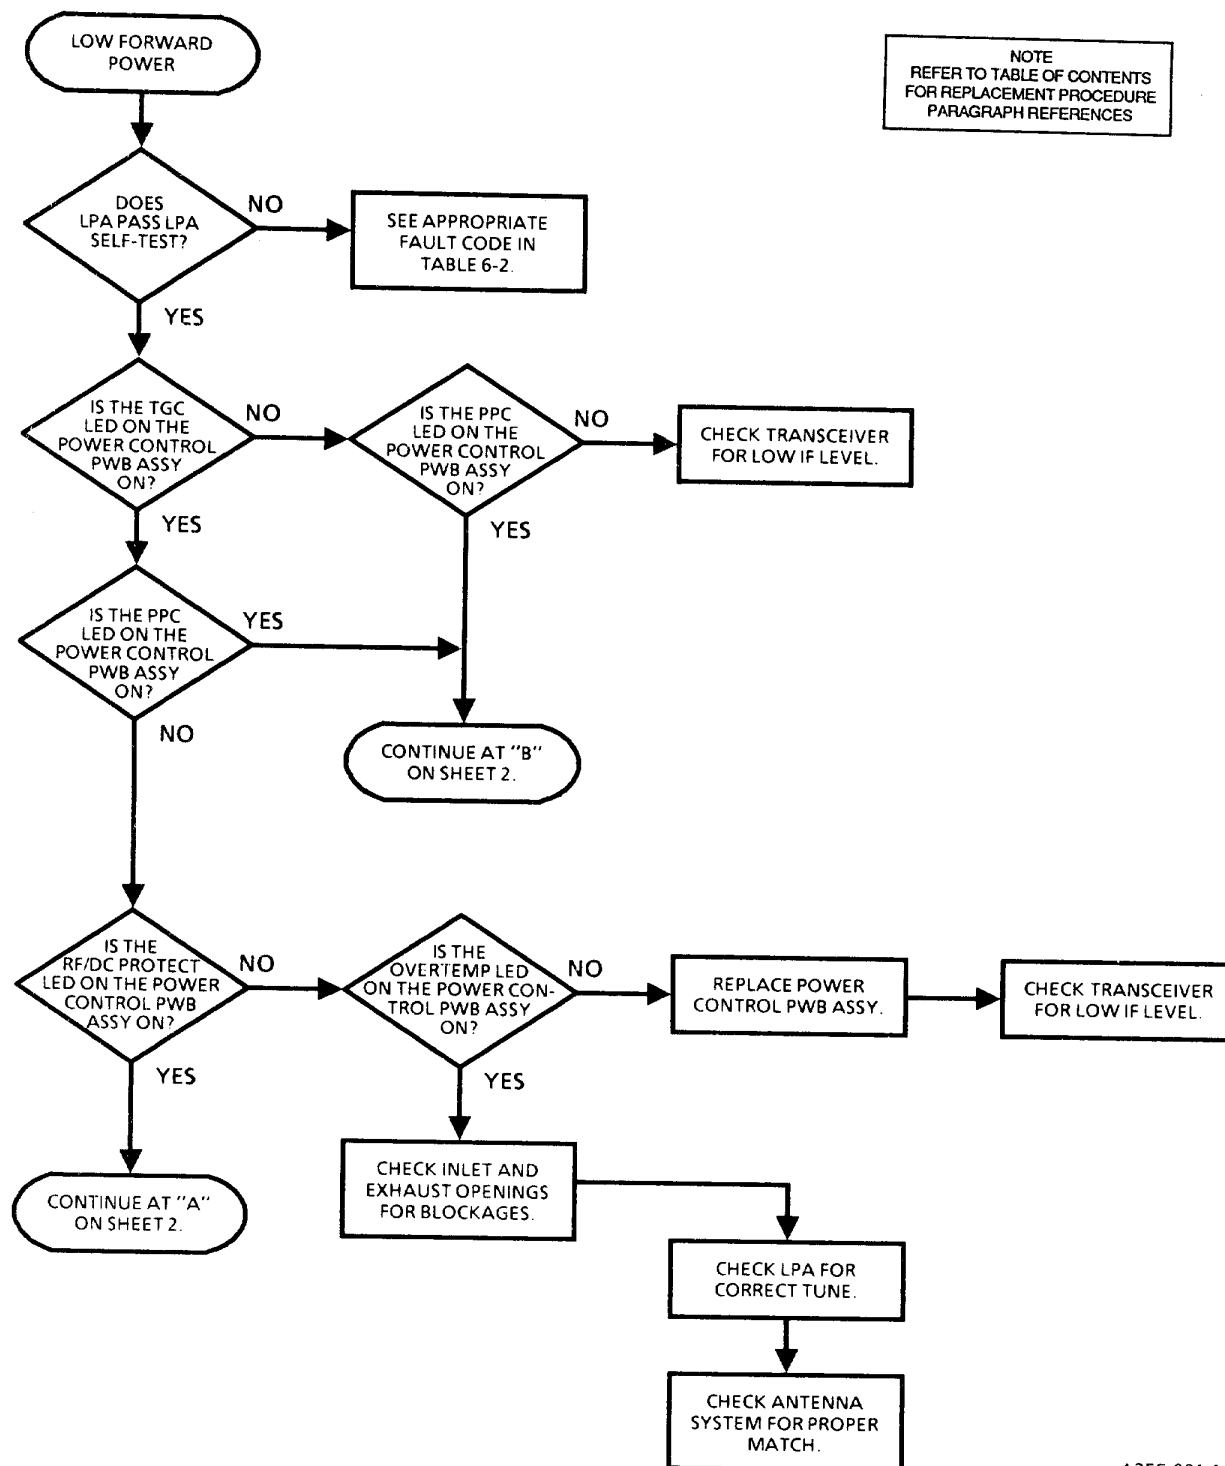 LOW FORWARD
POWER
NOTE
REFER TO TABLE OF CONTENTS
FOR REPLACEMENT PROCEDURE
PARAGRAPH REFERENCES
DOES
LPA PASS LPA
SELF-TEST?
NO
SEE APPROPRIATE
FAULT CODE IN
TABLE 6-2.
YES
IS THE TGC
LED ON THE
POWER CONTROL
PWB ASSY
ON?
NO
IS THE PPC
LED ON THE
POWER CONTROL
PWB ASSY
ON?
NO
CHECK TRANSCEIVER
FOR LOW IF LEVEL.
YES
YES
IS THE PPC
LED ON THE
POWER CONTROL
PWB ASSY
ON?
YES
NO
CONTINUE AT "B"
ON SHEET 2.
IS THE
RF/DC PROTECT
LED ON THE POWER
CONTROL PWB
ASSY ON?
NO
IS THE
OVERTEMP LED
ON THE POWER CON-
TROL PWB ASSY
ON?
NO
REPLACE POWER
CONTROL PWB ASSY.
CHECK TRANSCEIVER
FOR LOW IF LEVEL.
YES
YES
CONTINUE AT "A"
ON SHEET 2.
CHECK INLET AND
EXHAUST OPENINGS
FOR BLOCKAGES.
CHECK LPA FOR
CORRECT TUNE.
CHECK ANTENNA
SYSTEM FOR PROPER
MATCH.